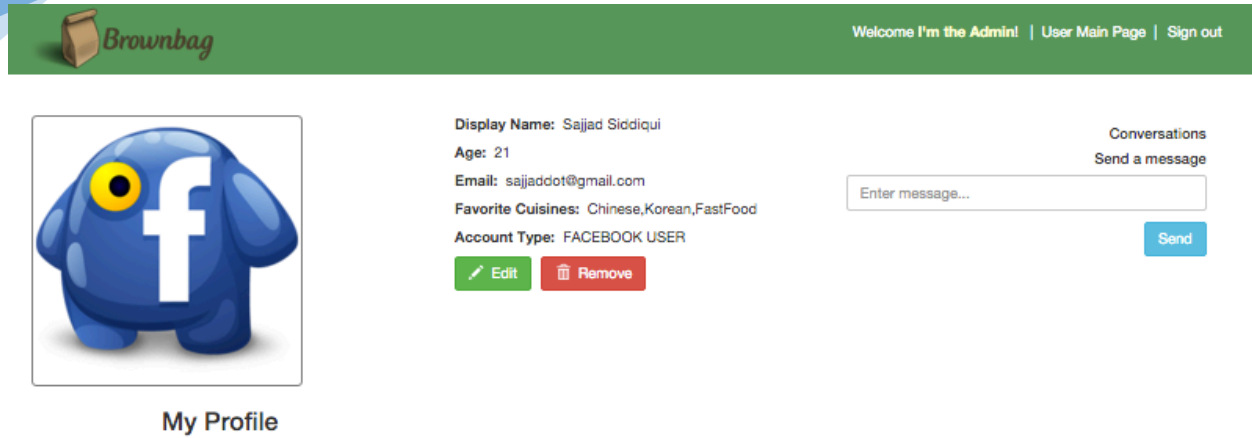 Brownbag
Welcome I'm the Admin! | User Main Page | Sign out
Display Name: Sajjad Siddiqui
Age: 21
Email: sajjaddot@gmail.com
Favorite Cuisines: Chinese,Korean,FastFood
Account Type: FACEBOOK USER
Edit Remove
Conversations
Send a message
Enter message...
Send
f
My Profile